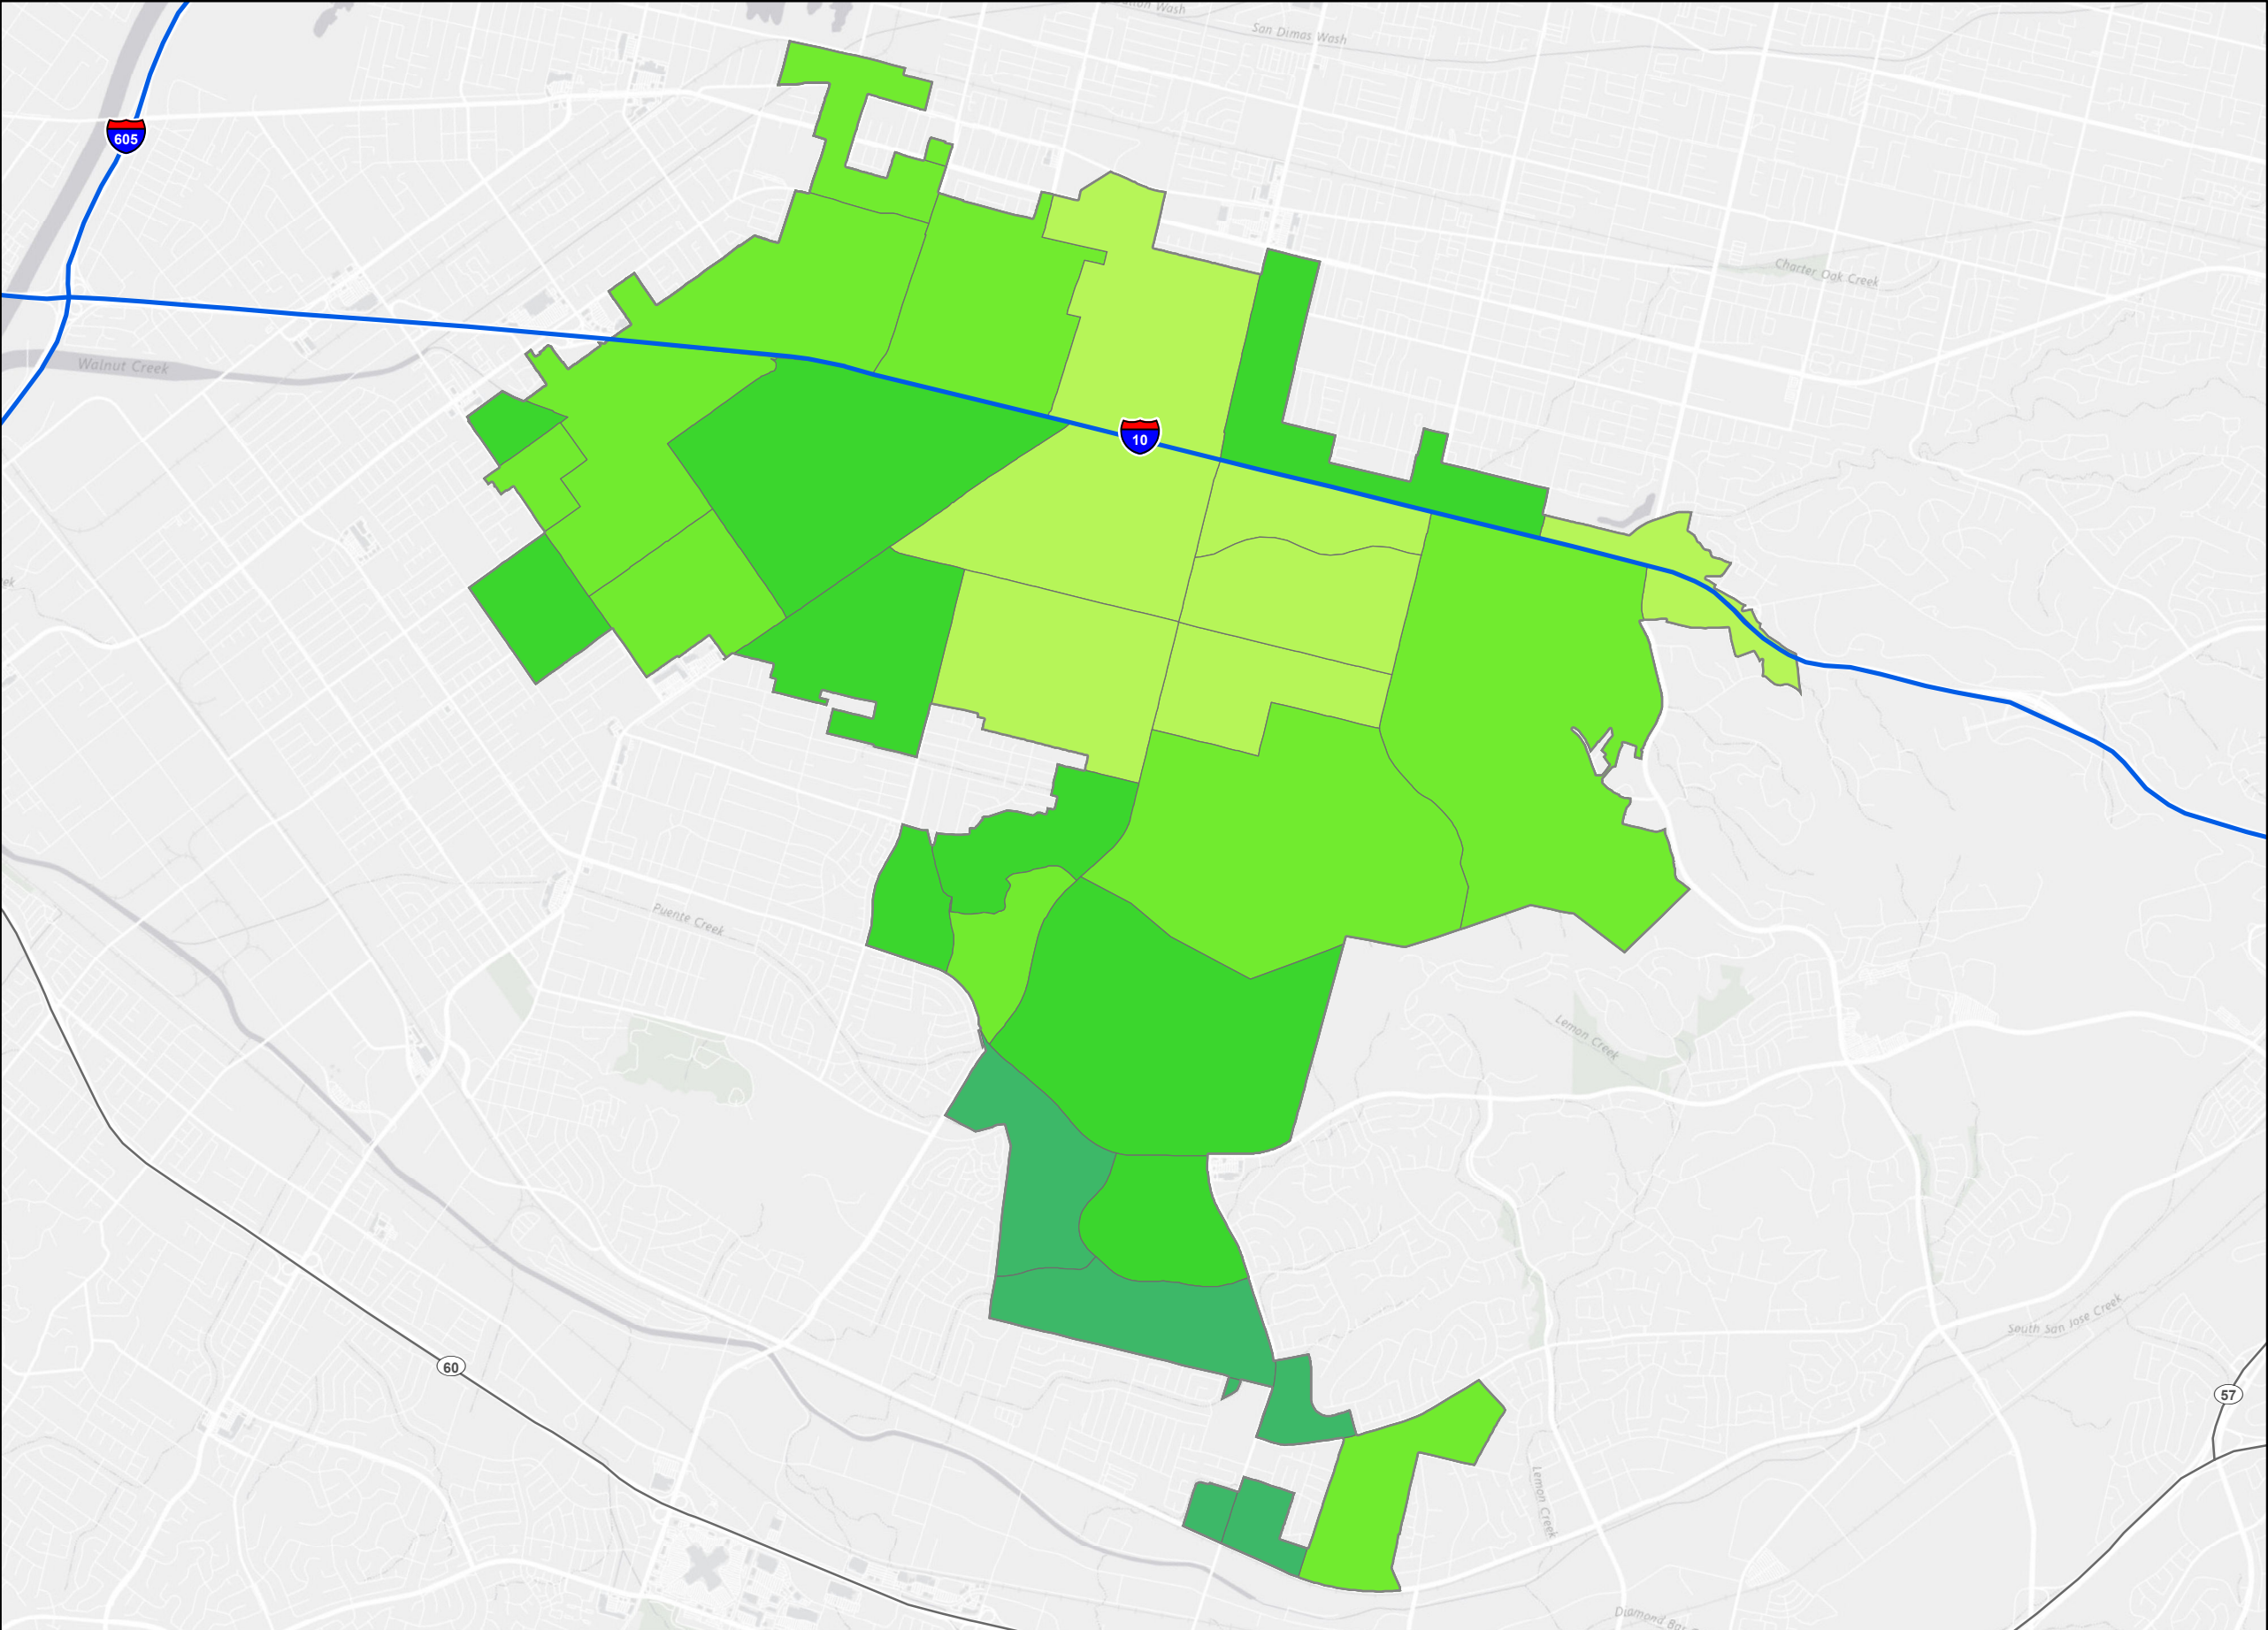 San Dimas Wash
605
Charter Oak Creek
Walnut Creek
10
Puente Creek
Lemon Creek
South San Jose Creek
60
57
Lemon Creek